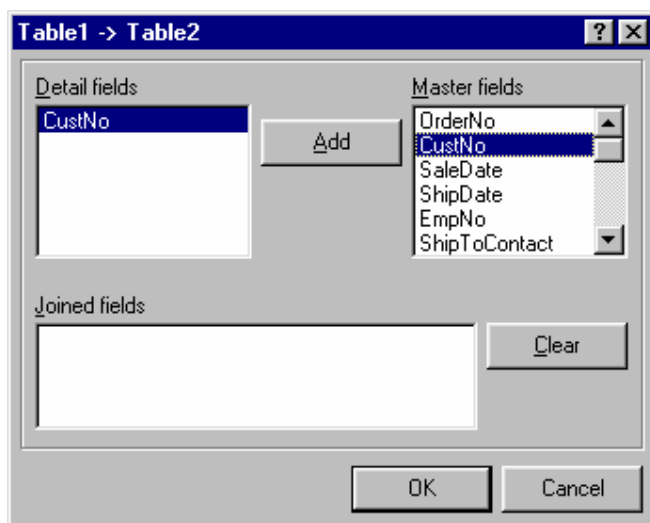 Table1 -> Table2
Detail fields
Master fields
CustNo
Add
OrderNo
CustNo
SaleDate
ShipDate
EmpNo
ShipToContact
Joined fields
Clear
OK
Cancel